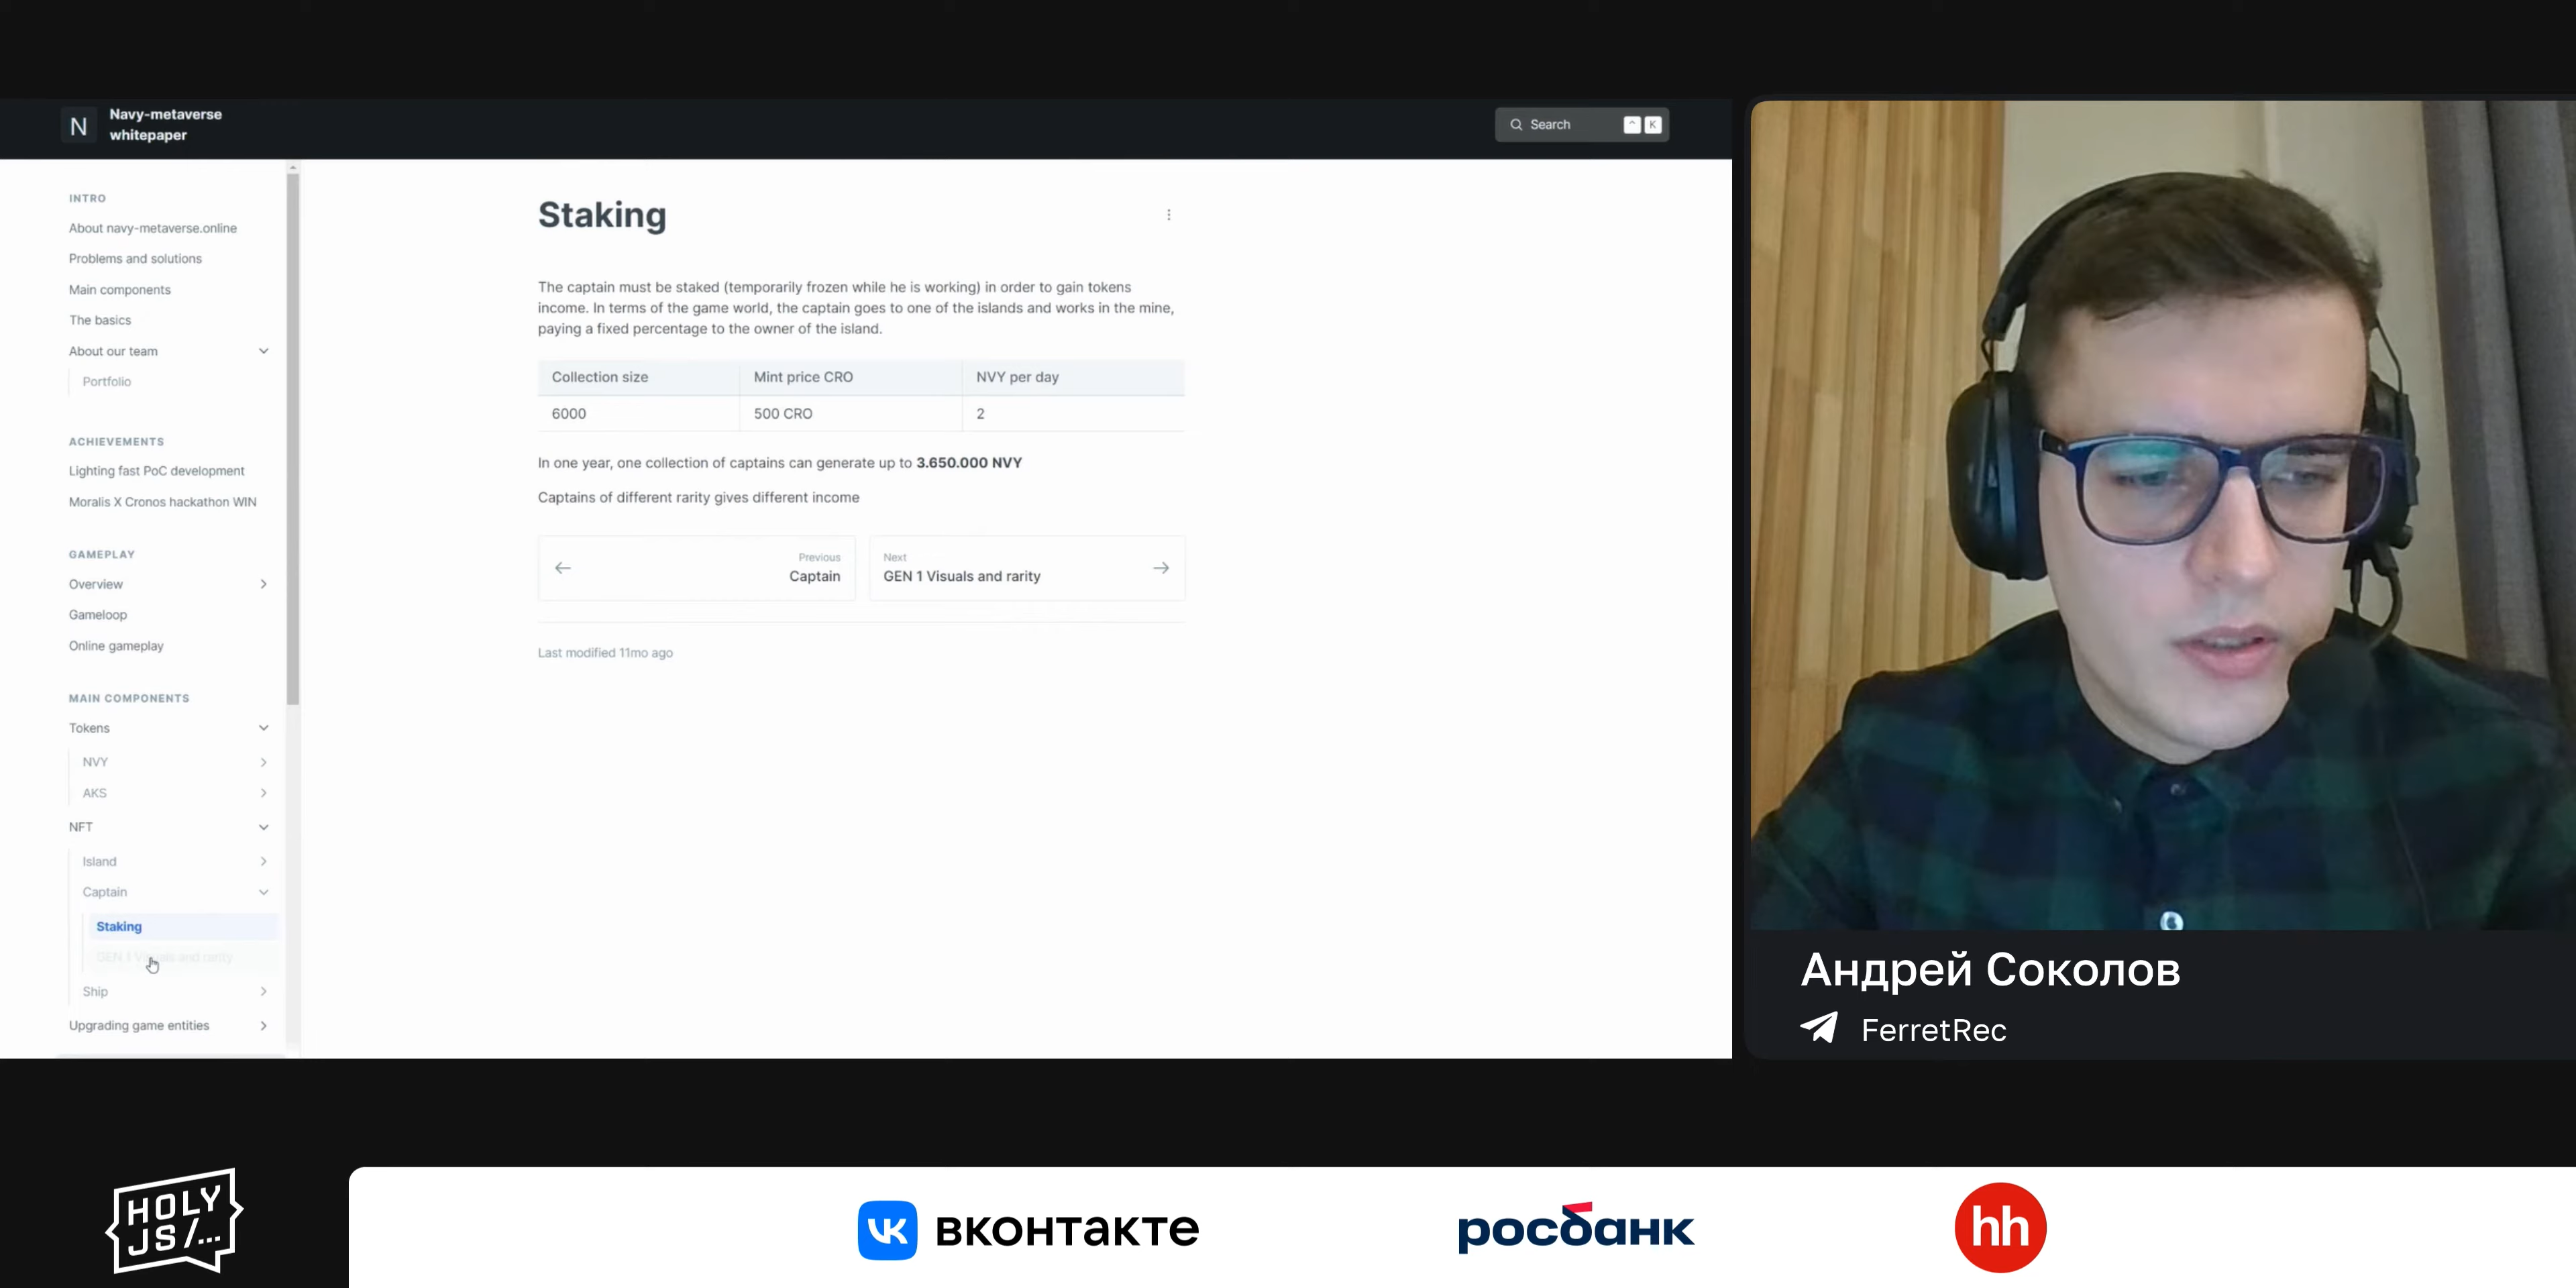 N
Navy-metaverse
whitepaper
Search
^ K
INTRO
About navy-metaverse.online
Problems and solutions
Main components
The basics
About our team
Portfolio
ACHIEVEMENTS
Lighting fast PoC development
Moralis X Cronos hackathon WIN
GAMEPLAY
Overview
Gameloop
Online gameplay
MAIN COMPONENTS
Tokens
NVY
AKS
NFT
Island
Captain
Staking
GEN 1 Visuals and rarity
Ship
Upgrading game entities
Staking
The captain must be staked (temporarily frozen while he is working) in order to gain tokens
income. In terms of the game world, the captain goes to one of the islands and works in the mine,
paying a fixed percentage to the owner of the island.
Collection size Mint price CRO NVY per day
6000 500 CRO 2
In one year, one collection of captains can generate up to 3.650.000 NVY
Captains of different rarity gives different income
Previous
Captain
Next
GEN 1 Visuals and rarity
Last modified 11mo ago
Андрей Соколов
FerretRec
HOLY
JS/...
вконтакте
росбанк
hh